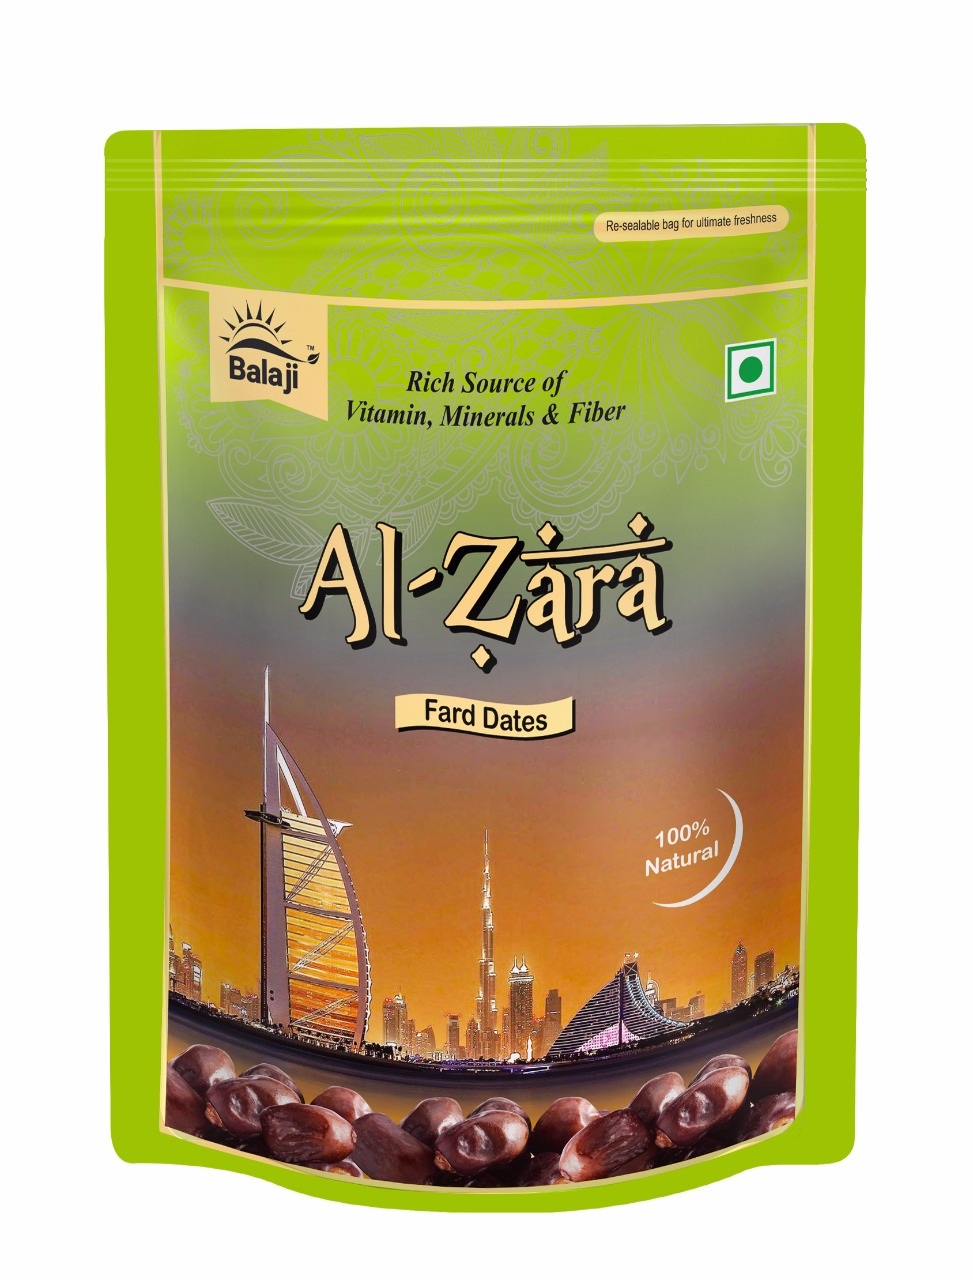 Re-sealable bag for ultimate freshness
Balaji
TM
Rich Source of
Vitamin, Minerals & Fiber
Al-Zara
Fard Dates
100%
Natural